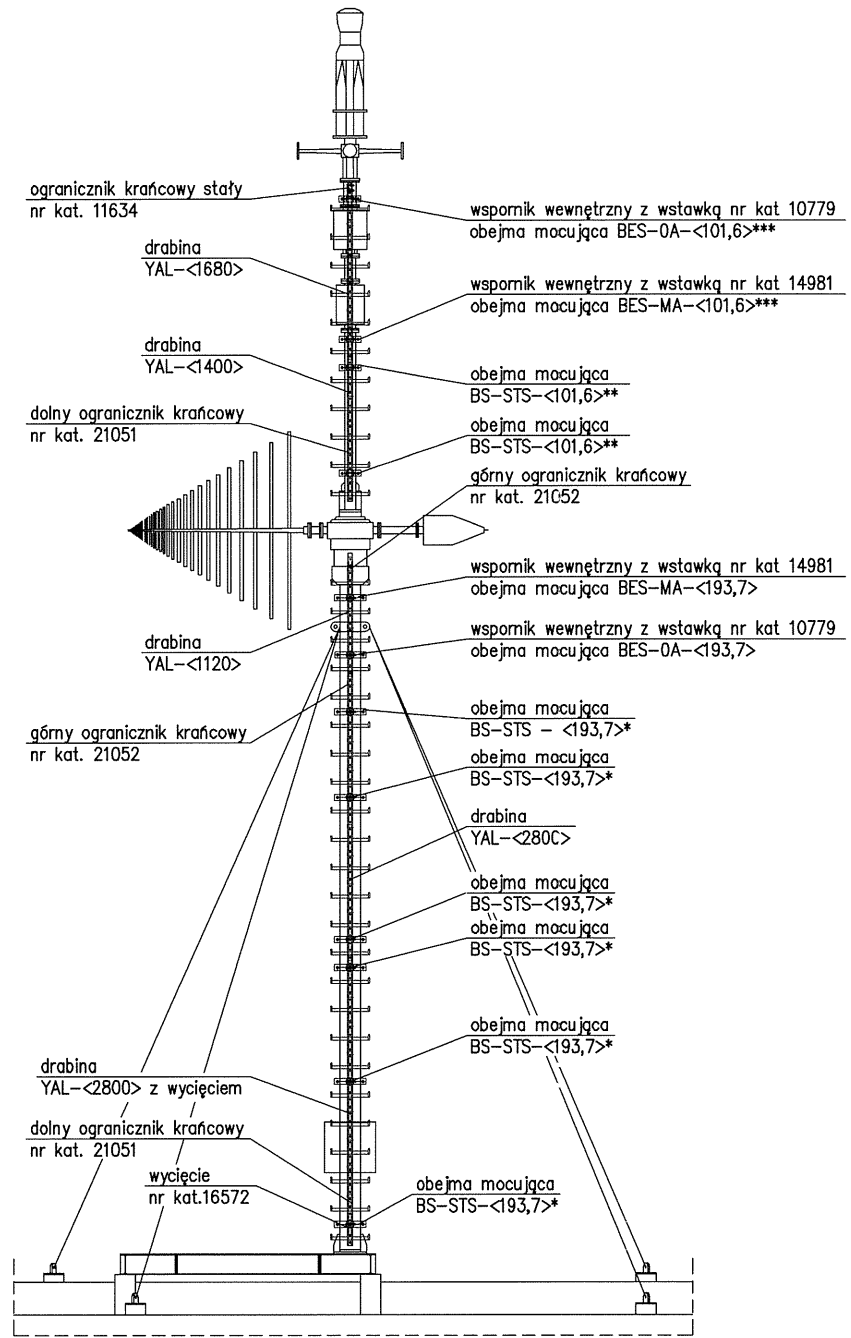 ogranicznik krańcowy stały
nr kat. 11634
wspornik wewnętrzny z wstawką nr kat 10779
obejma mocująca BES-0A-<101,6>***
drabina
YAL-<1680>
wspornik wewnętrzny z wstawką nr kat 14981
obejma mocująca BES-MA-<101,6>***
drabina
YAL-<1400>
obejma mocująca
BS-STS-<101,6>**
dolny ogranicznik krańcowy
nr kat. 21051
obejma mocująca
BS-STS-<101,6>**
górny ogranicznik krańcowy
nr kat. 21052
wspornik wewnętrzny z wstawką nr kat 14981
obejma mocująca BES-MA-<193,7>
drabina
YAL-<1120>
wspornik wewnętrzny z wstawką nr kat 10779
obejma mocująca BES-0A-<193,7>
górny ogranicznik krańcowy
nr kat. 21052
obejma mocująca
BS-STS - <193,7>*
obejma mocująca
BS-STS-<193,7>*
drabina
YAL-<2800>
obejma mocująca
BS-STS-<193,7>*
obejma mocująca
BS-STS-<193,7>*
obejma mocująca
BS-STS-<193,7>*
drabina
YAL-<2800> z wycięciem
dolny ogranicznik krańcowy
nr kat. 21051
wycięcie
nr kat.16572
obejma mocująca
BS-STS-<193,7>*